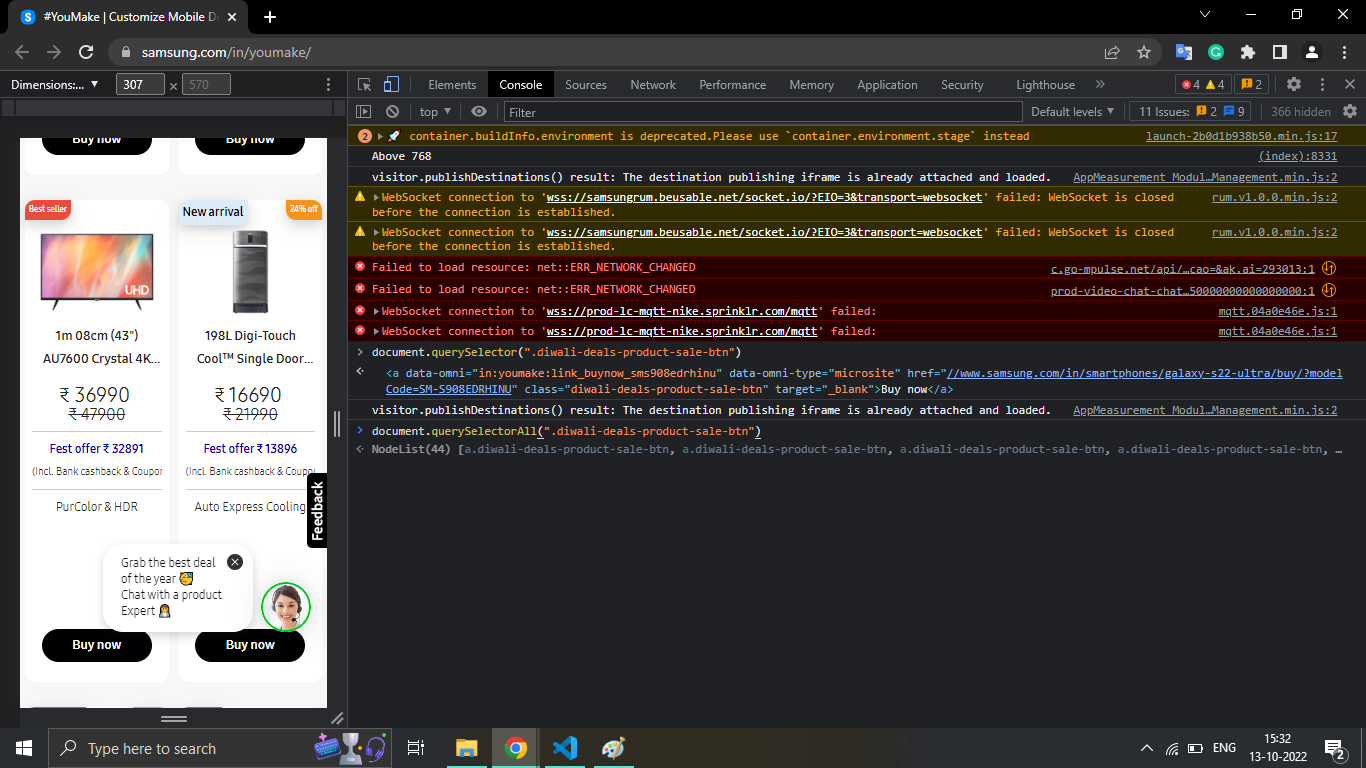 #YouMake | Customize Mobile D
samsung.com/in/youmake/
Dimensions:...
307
×
570
Elements
Console
Sources
Network
Performance
Memory
Application
Security
Lighthouse
4
4
2
top
Filter
Default levels
11 Issues:
2
9
366 hidden
2
container.buildInfo.environment is deprecated.Please use `container.environment.stage` instead
launch-2b0d1b938b50.min.js:17
Above 768
(index):8331
visitor.publishDestinations() result: The destination publishing iframe is already attached and loaded.
AppMeasurement_Modul…Management.min.js:2
WebSocket connection to 'wss://samsungrum.beusable.net/socket.io/?EIO=3&transport=websocket' failed: WebSocket is closed
before the connection is established.
rum.v1.0.0.min.js:2
WebSocket connection to 'wss://samsungrum.beusable.net/socket.io/?EIO=3&transport=websocket' failed: WebSocket is closed
before the connection is established.
rum.v1.0.0.min.js:2
Failed to load resource: net::ERR_NETWORK_CHANGED
c.go-mpulse.net/api/…cao=&ak.ai=293013:1
Failed to load resource: net::ERR_NETWORK_CHANGED
prod-video-chat-chat…50000000000000000:1
WebSocket connection to 'wss://prod-lc-mqtt-nike.sprinklr.com/mqtt' failed:
mqtt.04a0e46e.js:1
WebSocket connection to 'wss://prod-lc-mqtt-nike.sprinklr.com/mqtt' failed:
mqtt.04a0e46e.js:1
document.querySelector(".diwali-deals-product-sale-btn")
<a data-omni="in:youmake:link_buynow_sms908edrhinu" data-omni-type="microsite" href="//www.samsung.com/in/smartphones/galaxy-s22-ultra/buy/?model
Code=SM-S908EDRHINU" class="diwali-deals-product-sale-btn" target="_blank">Buy now</a>
visitor.publishDestinations() result: The destination publishing iframe is already attached and loaded.
AppMeasurement_Modul…Management.min.js:2
document.querySelectorAll(".diwali-deals-product-sale-btn")
NodeList(44) [a.diwali-deals-product-sale-btn, a.diwali-deals-product-sale-btn, a.diwali-deals-product-sale-btn, a.diwali-deals-product-sale-btn, …
Buy now
Buy now
Best seller
New arrival
24% off
UHD
1m 08cm (43")
AU7600 Crystal 4K...
₹ 36990
₹ 47900
Fest offer ₹ 32891
(Incl. Bank cashback & Coupon
PurColor & HDR
198L Digi-Touch
Cool™ Single Door...
₹ 16690
₹ 21990
Fest offer ₹ 13896
(Incl. Bank cashback & Coupo
Auto Express Cooling
Feedback
Grab the best deal
of the year
Chat with a product
Expert
Buy now
Buy now
Type here to search
ENG
15:32
13-10-2022
2